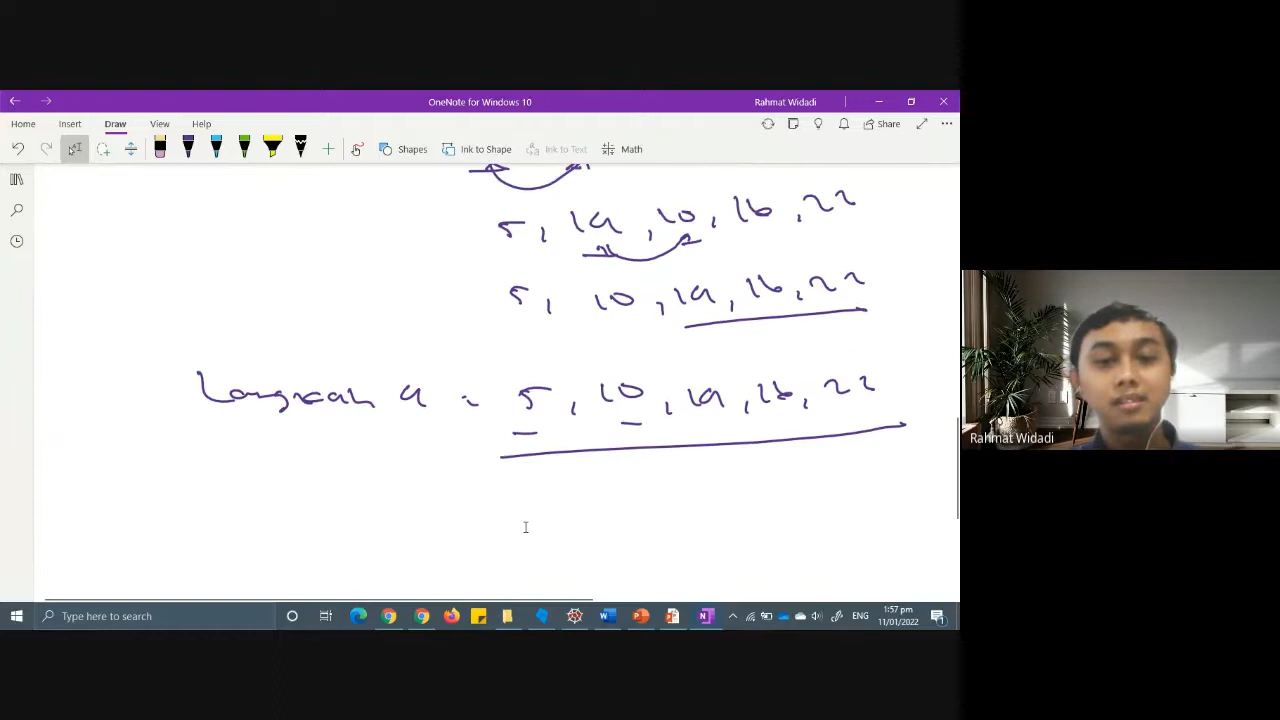 OneNote for Windows 10
Rahmat Widadi
Home Insert Draw View Help
Share
Shapes Ink to Shape Ink to Text Math
5, 14, 10, 16, 22
5, 10, 14, 16, 22
Langkah 4 = 5, 10, 14, 16, 22
Rahmat Widadi
Type here to search
ENG
1:57 pm
11/01/2022
1